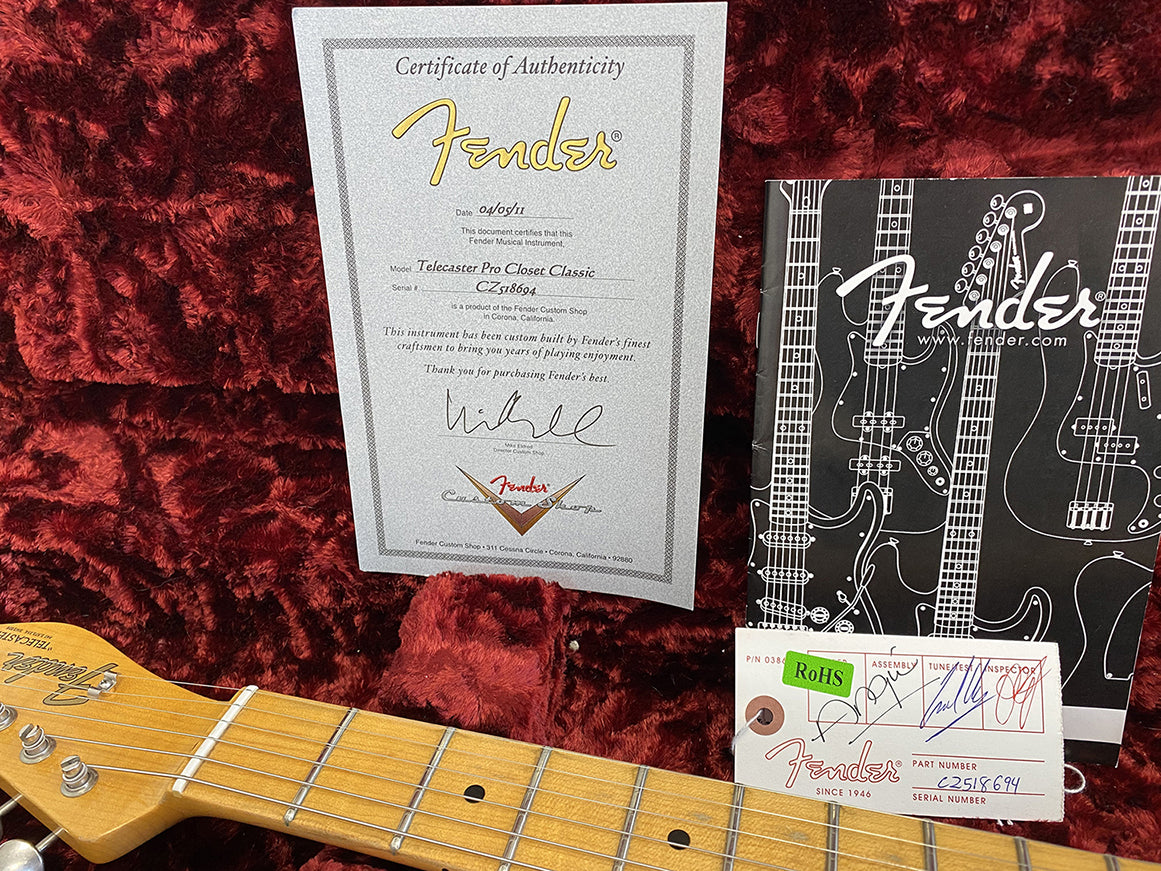 Certificate of Authenticity
Fender®
Date 04/05/11
This document certifies that this
Fender Musical Instrument,
Model Telecaster Pro Closet Classic
Serial # CZ518694
is a product of the Fender Custom Shop
in Corona, California.
This instrument has been custom built by Fender's finest
craftsmen to bring you years of playing enjoyment.
Thank you for purchasing Fender's best.
Mike Eldred
Director Custom Shop
Fender
Custom Shop
Fender Custom Shop • 311 Cessna Circle • Corona, California • 92880
Fender
Fender®
www.fender.com
P/N 038
RoHS
ASSEMBLY
TUNE/TEST
INSPECTOR
Fender®
SINCE 1946
PART NUMBER
CZ518694
SERIAL NUMBER
Fender
TELECASTER